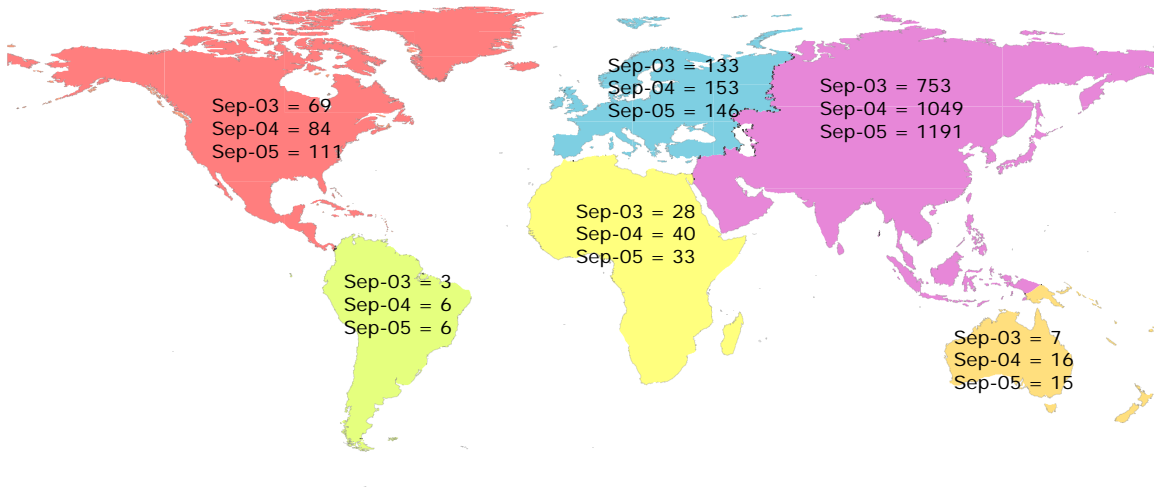 Sep-03 = 69
Sep-04 = 84
Sep-05 = 111
Sep-03 = 133
Sep-04 = 153
Sep-05 = 146
Sep-03 = 753
Sep-04 = 1049
Sep-05 = 1191
Sep-03 = 28
Sep-04 = 40
Sep-05 = 33
Sep-03 = 3
Sep-04 = 6
Sep-05 = 6
Sep-03 = 7
Sep-04 = 16
Sep-05 = 15